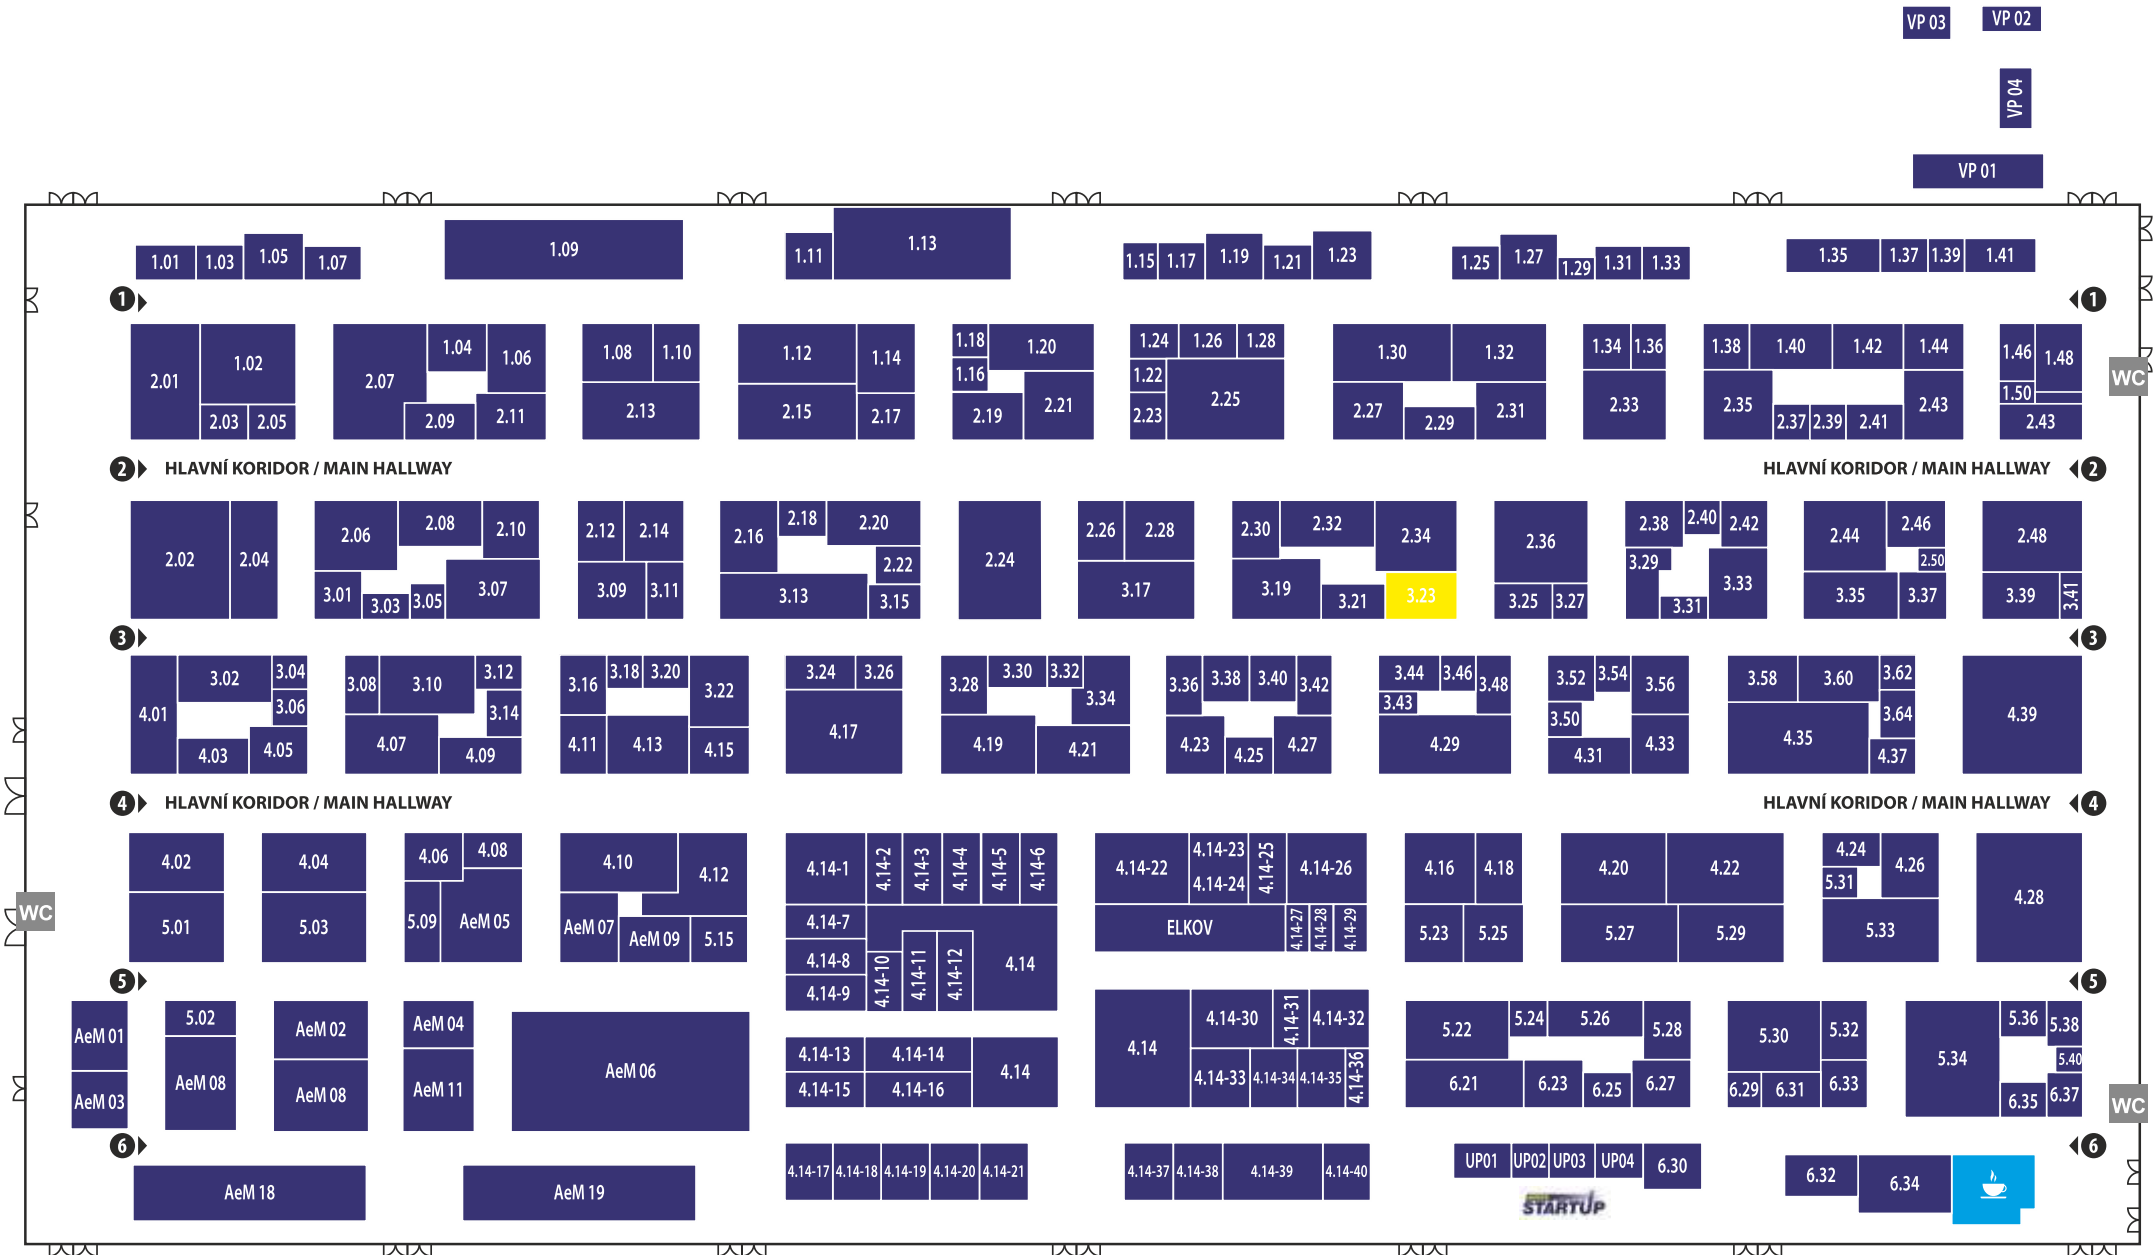 VP 03
VP 02
VP 04
VP 01
1.01 1.03 1.05 1.07 1.09 1.11 1.13 1.15 1.17 1.19 1.21 1.23 1.25 1.27 1.29 1.31 1.33 1.35 1.37 1.39 1.41
1 1
2.01 1.02 2.07 1.04 1.06 1.08 1.10 1.12 1.14 1.18 1.20 1.24 1.26 1.28 1.30 1.32 1.34 1.36 1.38 1.40 1.42 1.44 1.46 1.48
WC
1.16 1.22 1.50
2.03 2.05 2.09 2.11 2.13 2.15 2.17 2.19 2.21 2.23 2.25 2.27 2.29 2.31 2.33 2.35 2.37 2.39 2.41 2.43 2.43
2 HLAVNÍ KORIDOR / MAIN HALLWAY HLAVNÍ KORIDOR / MAIN HALLWAY 2
2.02 2.04 2.06 2.08 2.10 2.12 2.14 2.16 2.18 2.20 2.24 2.26 2.28 2.30 2.32 2.34 2.36 2.38 2.40 2.42 2.44 2.46 2.48
2.22 3.29 2.50
3.01 3.03 3.05 3.07 3.09 3.11 3.13 3.15 3.17 3.19 3.21 3.23 3.25 3.27 3.31 3.33 3.35 3.37 3.39 3.41
3 3
4.01 3.02 3.04 3.08 3.10 3.12 3.16 3.18 3.20 3.22 3.24 3.26 3.28 3.30 3.32 3.34 3.36 3.38 3.40 3.42 3.44 3.46 3.48 3.52 3.54 3.56 3.58 3.60 3.62 4.39
3.06 3.14 3.43 3.50 3.64
4.03 4.05 4.07 4.09 4.11 4.13 4.15 4.17 4.19 4.21 4.23 4.25 4.27 4.29 4.31 4.33 4.35 4.37
4 HLAVNÍ KORIDOR / MAIN HALLWAY HLAVNÍ KORIDOR / MAIN HALLWAY 4
4.02 4.04 4.06 4.08 4.10 4.12 4.14-1 4.14-2 4.14-3 4.14-4 4.14-5 4.14-6 4.14-22 4.14-23 4.14-25 4.14-26 4.16 4.18 4.20 4.22 4.24 4.26 4.28
4.14-24 5.31
WC
5.01 5.03 5.09 AeM 05 AeM 07 AeM 09 5.15 4.14-7 ELKOV 4.14-27 4.14-28 4.14-29 5.23 5.25 5.27 5.29 5.33
4.14-8 4.14-10 4.14-11 4.14-12 4.14
4.14-9
5 5
AeM 01 5.02 AeM 02 AeM 04 AeM 06 4.14 4.14-30 4.14-31 4.14-32 5.22 5.24 5.26 5.28 5.30 5.32 5.34 5.36 5.38
4.14-13 4.14-14 4.14 5.40
AeM 03 AeM 08 AeM 08 AeM 11 4.14-15 4.14-16 4.14-33 4.14-34 4.14-35 4.14-36 6.21 6.23 6.25 6.27 6.29 6.31 6.33 6.35 6.37
WC
6 6
AeM 18 AeM 19 4.14-17 4.14-18 4.14-19 4.14-20 4.14-21 4.14-37 4.14-38 4.14-39 4.14-40 UP01 UP02 UP03 UP04 6.30 6.32 6.34
STARTUP